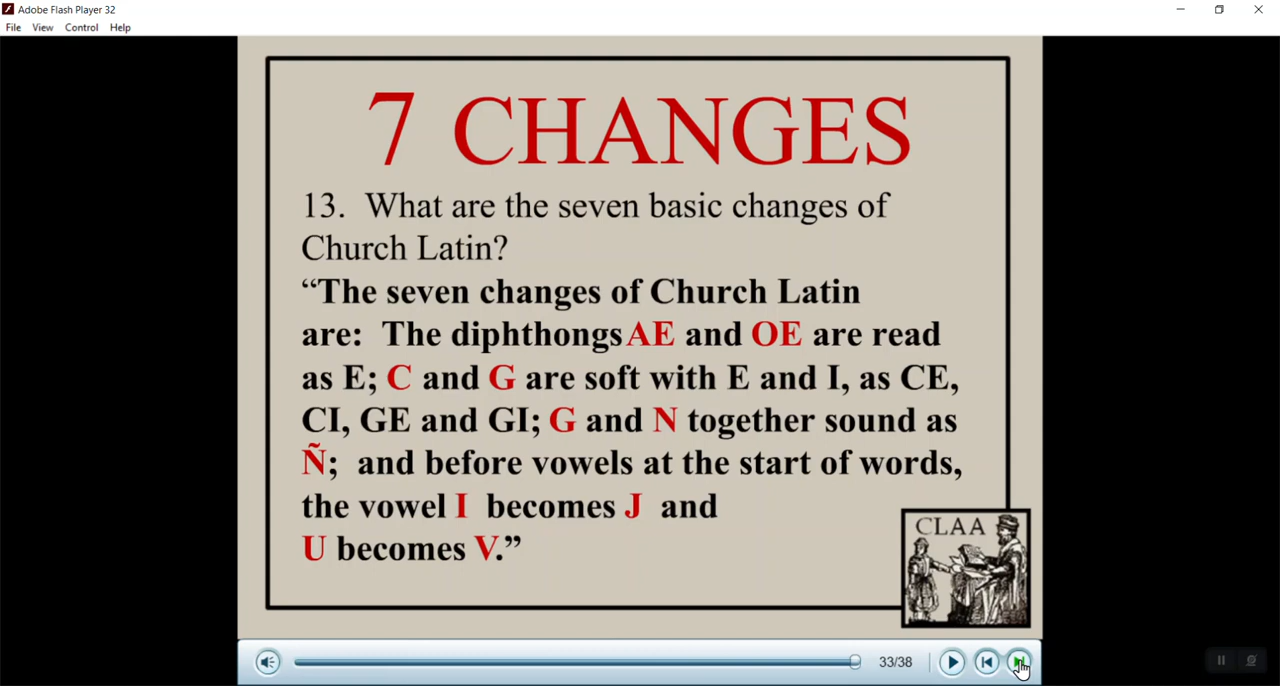 Adobe Flash Player 32
File View Control Help
7 CHANGES
13. What are the seven basic changes of
Church Latin?
“The seven changes of Church Latin
are: The diphthongs AE and OE are read
as E; C and G are soft with E and I, as CE,
CI, GE and GI; G and N together sound as
Ñ; and before vowels at the start of words,
the vowel I becomes J and
U becomes V.”
CLAA
33/38